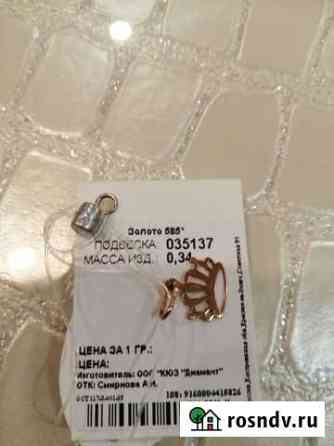 Золото 585°
ПОДВЕСКА 035137
МАССА ИЗД. 0,34
ЦЕНА ЗА 1 ГР.:
ЦЕНА:
Изготовитель: ООО "КЮЗ "Димамант"
ОТК: Смирнова А.И.
rosndv.ru